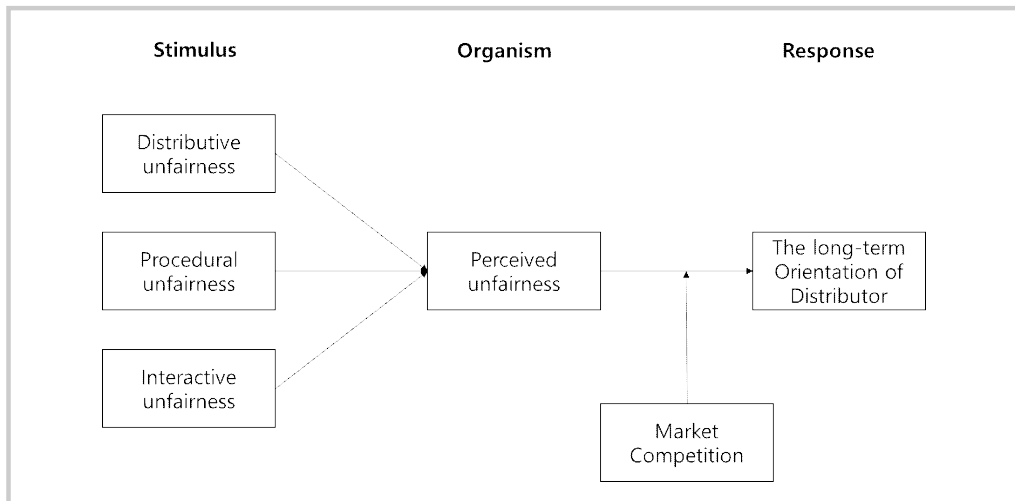 Stimulus
Organism
Response
Distributive
unfairness
Procedural
unfairness
Perceived
unfairness
The long-term
Orientation of
Distributor
Interactive
unfairness
Market
Competition